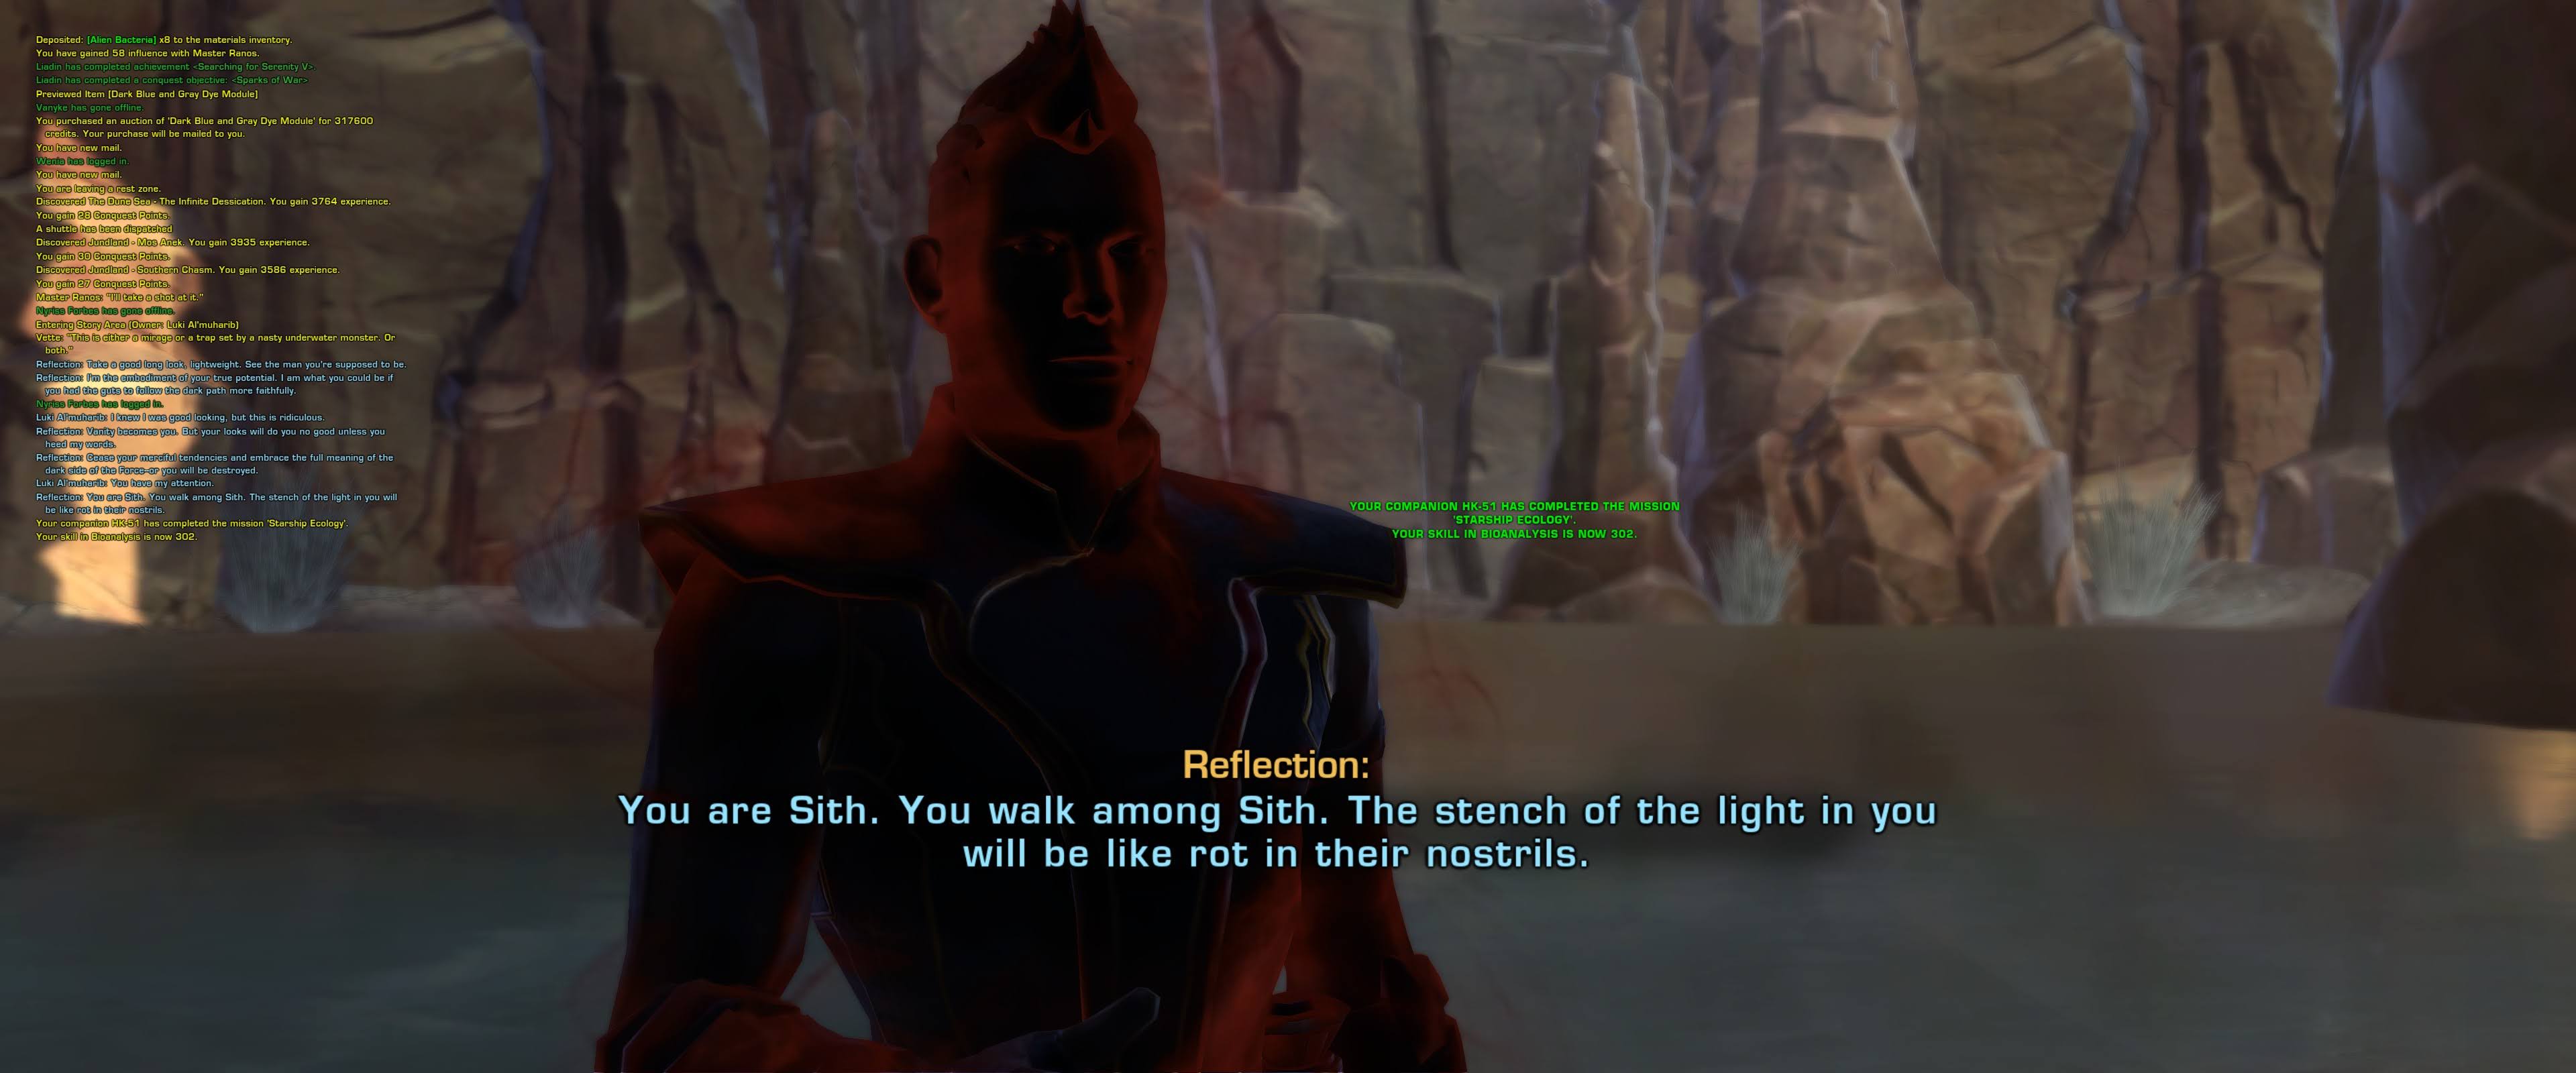 Deposited: [Alien Bacteria] x8 to the materials inventory.
You have gained 58 influence with Master Ranos.
Liadin has completed achievement <Searching for Serenity V>.
Liadin has completed a conquest objective: <Sparks of War>
Previewed Item [Dark Blue and Gray Dye Module]
Vanyke has gone offline.
You purchased an auction of 'Dark Blue and Gray Dye Module' for 317600
credits. Your purchase will be mailed to you.
You have new mail.
Wenia has logged in.
You have new mail.
You are leaving a rest zone.
Discovered The Dune Sea - The Infinite Dessication. You gain 3764 experience.
You gain 28 Conquest Points.
A shuttle has been dispatched
Discovered Jundland - Mos Anek. You gain 3935 experience.
You gain 30 Conquest Points.
Discovered Jundland - Southern Chasm. You gain 3586 experience.
You gain 27 Conquest Points.
Master Ranos: "I'll take a shot at it."
Nyriss Forbes has gone offline.
Entering Story Area (Owner: Luki Al'muharib)
Vette: "This is either a mirage or a trap set by a nasty underwater monster. Or
both."
Reflection: Take a good long look, lightweight. See the man you're supposed to be.
Reflection: I'm the embodiment of your true potential. I am what you could be if
you had the guts to follow the dark path more faithfully.
Nyriss Forbes has logged in.
Luki Al'muharib: I knew I was good looking, but this is ridiculous.
Reflection: Vanity becomes you. But your looks will do you no good unless you
heed my words.
Reflection: Cease your merciful tendencies and embrace the full meaning of the
dark side of the Force–or you will be destroyed.
Luki Al'muharib: You have my attention.
Reflection: You are Sith. You walk among Sith. The stench of the light in you will
be like rot in their nostrils.
Your companion HK-51 has completed the mission 'Starship Ecology'.
Your skill in Bioanalysis is now 302.
YOUR COMPANION HK-51 HAS COMPLETED THE MISSION
'STARSHIP ECOLOGY'.
YOUR SKILL IN BIOANALYSIS IS NOW 302.
Reflection:
You are Sith. You walk among Sith. The stench of the light in you
will be like rot in their nostrils.